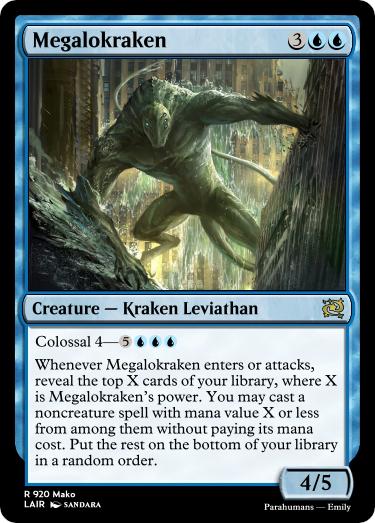 Megalokraken 3
Creature — Kraken Leviathan
Colossal 4—5
Whenever Megalokraken enters or attacks,
reveal the top X cards of your library, where X
is Megalokraken's power. You may cast a
noncreature spell with mana value X or less
from among them without paying its mana
cost. Put the rest on the bottom of your library
in a random order.
4/5
R 920 Mako
LAIR SANDARA
Parahumans — Emily